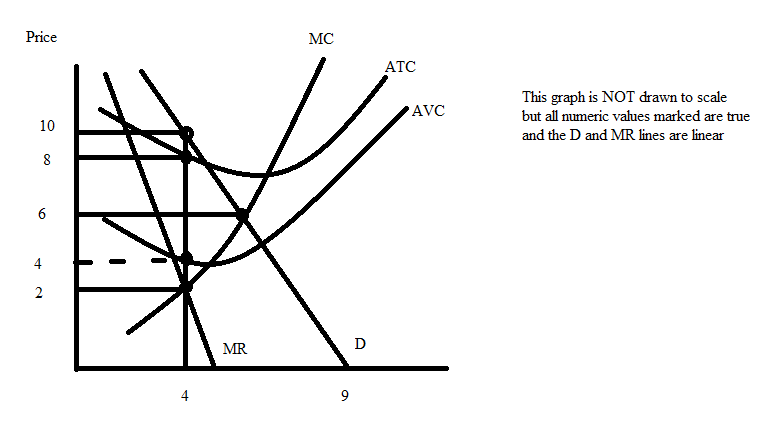 Price
MC
ATC
AVC
This graph is NOT drawn to scale
but all numeric values marked are true
and the D and MR lines are linear
10
8
6
4
2
MR
D
4
9